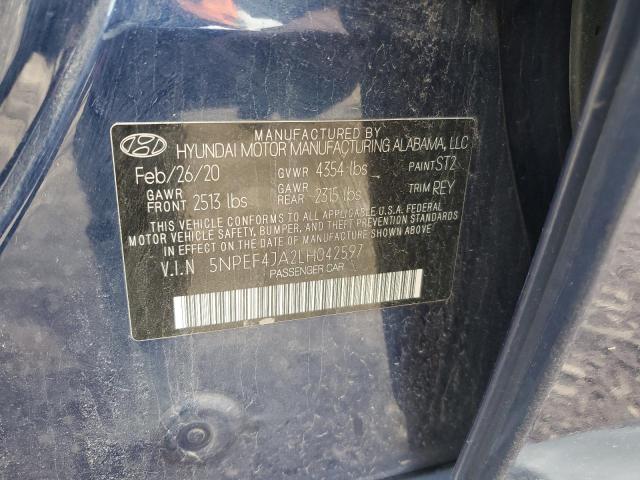 MANUFACTURED BY
HYUNDAI MOTOR MANUFACTURING ALABAMA, LLC
Feb/26/20 GVWR 4354 lbs PAINT ST2
GAWR FRONT 2513 lbs GAWR REAR 2315 lbs TRIM REY
THIS VEHICLE CONFORMS TO ALL APPLICABLE U.S.A. FEDERAL
MOTOR VEHICLE SAFETY, BUMPER, AND THEFT PREVENTION STANDARDS
IN EFFECT ON THE DATE OF MANUFACTURE SHOWN ABOVE
V.I.N 5NPEF4JA2LH042597
PASSENGER CAR